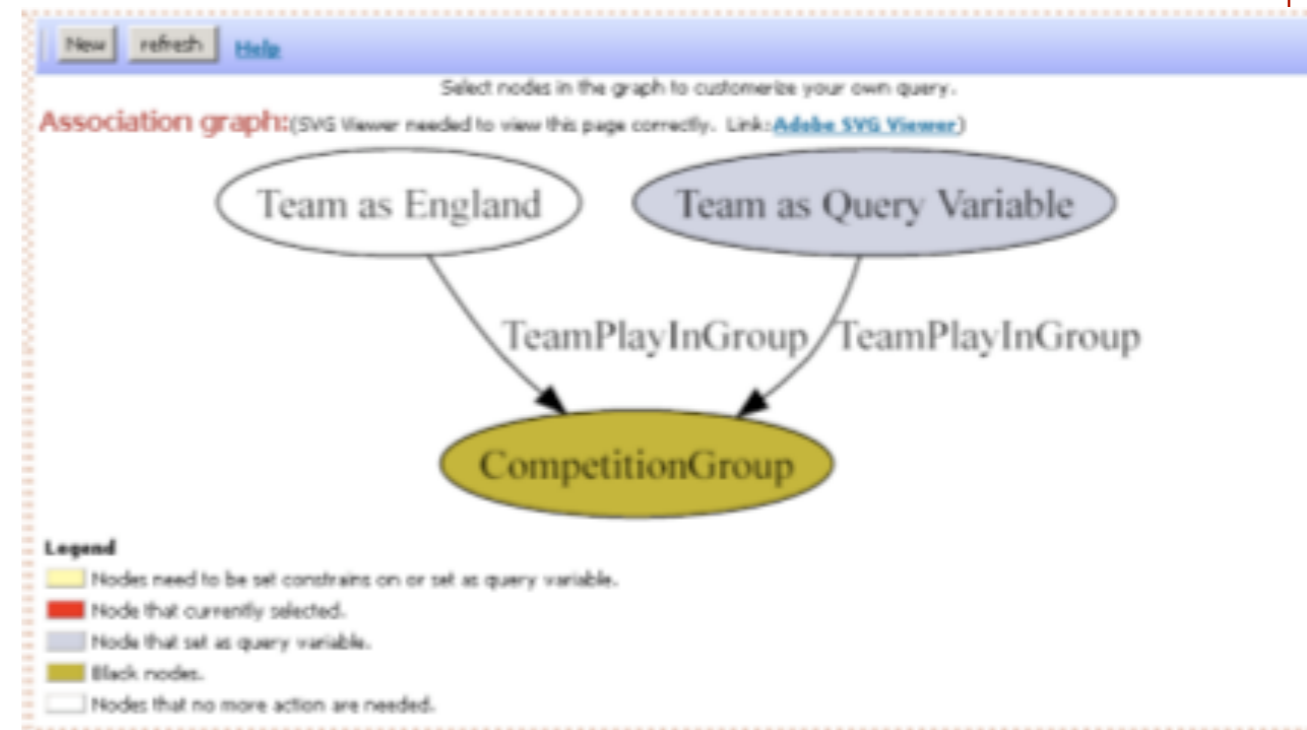 New refresh Help
Select nodes in the graph to customerize your own query.
Association graph:(SVG Viewer needed to view this page correctly. Link:Adobe SVG Viewer)
Team as England Team as Query Variable
TeamPlayInGroup TeamPlayInGroup
CompetitionGroup
Legend
Nodes need to be set constrains on or set as query variable.
Node that currently selected.
Node that set as query variable.
Black nodes.
Nodes that no more action are needed.